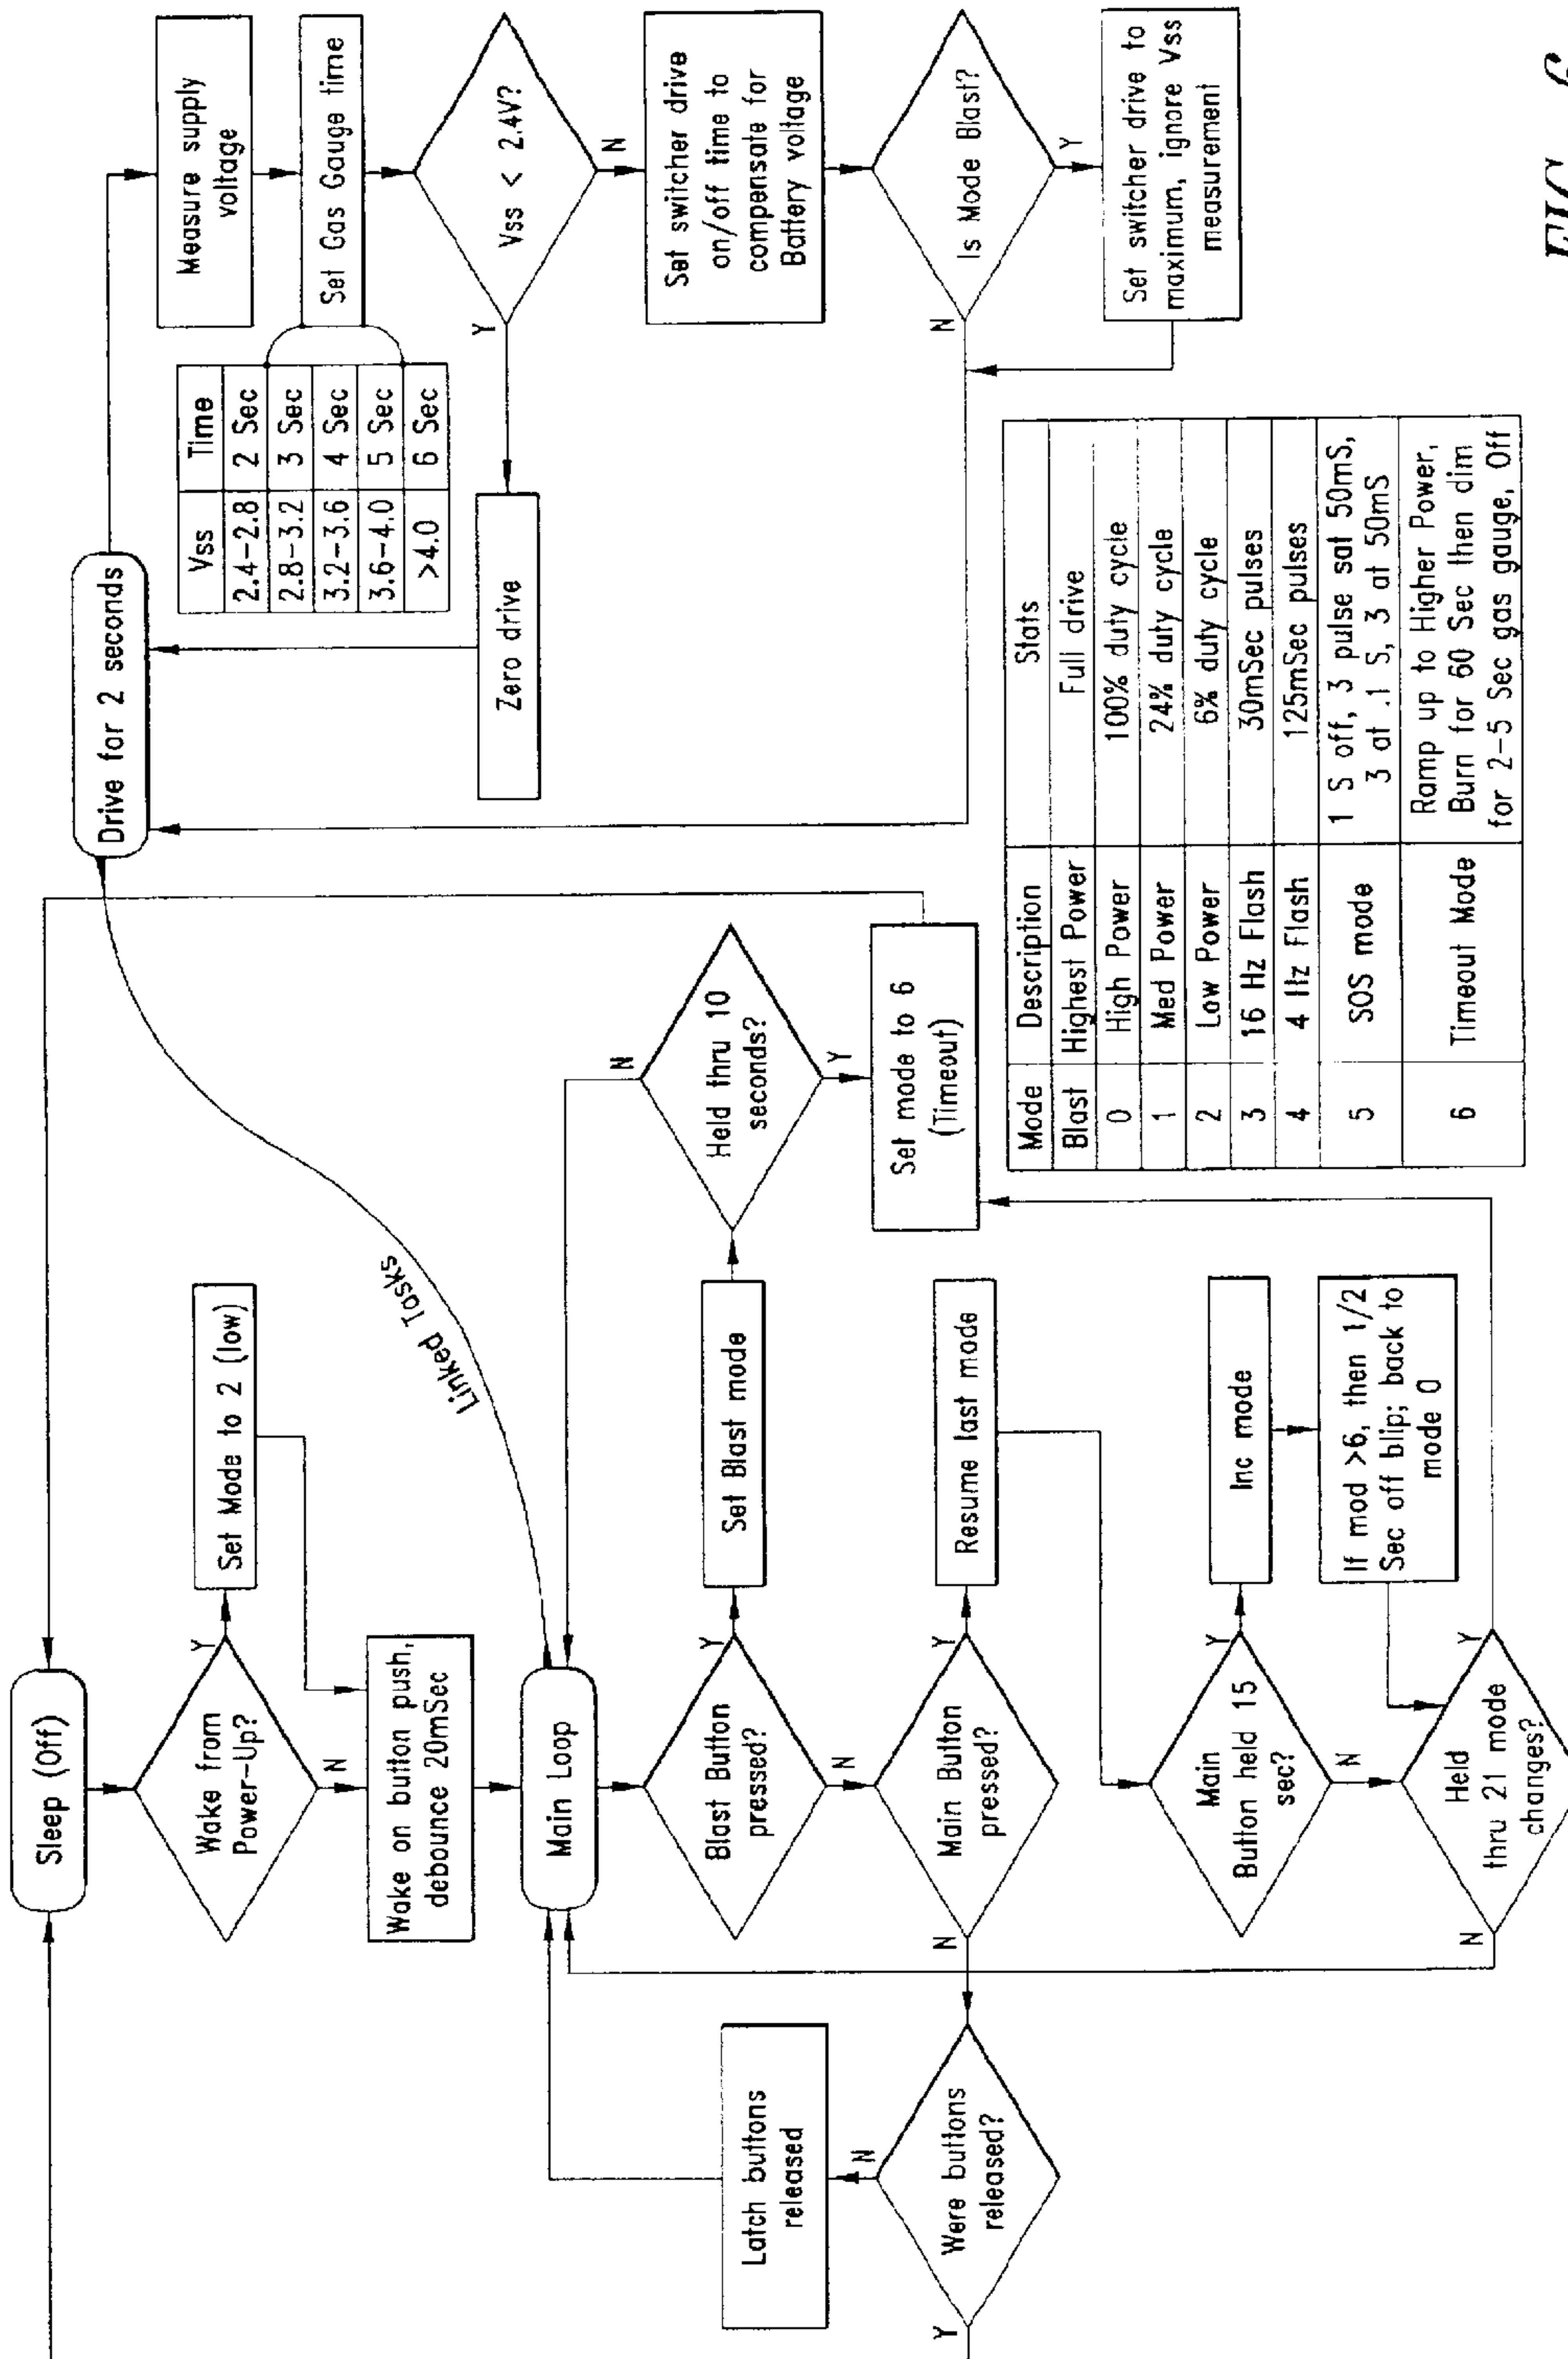 Sleep (Off)
Wake from
Power-Up?
Y
N
Set Mode to 2 (low)
Wake on button push,
debounce 20mSec
Main Loop
Linked Tasks
Blast Button
pressed?
Y
N
Set Blast mode
Held thru 10
seconds?
N
Y
Set mode to 6
(Timeout)
Main Button
pressed?
Y
N
Resume last mode
Main
Button held 15
sec?
Y
N
Inc mode
If mod >6, then 1/2
Sec off blip; back to
mode 0
Held
thru 21 mode
changes?
Y
N
Were buttons
released?
N
Y
Latch buttons
released
Drive for 2 seconds
Measure supply
voltage
Set Gas Gauge time
Vss Time
2.4-2.8 2 Sec
2.8-3.2 3 Sec
3.2-3.6 4 Sec
3.6-4.0 5 Sec
>4.0 6 Sec
Vss < 2.4V?
Y
N
Zero drive
Set switcher drive
on/off time to
compensate for
Battery voltage
Is Mode Blast?
N
Y
Set switcher drive to
maximum, ignore Vss
measurement
Mode Description Stats
Blast Highest Power Full drive
0 High Power 100% duty cycle
1 Med Power 24% duty cycle
2 Low Power 6% duty cycle
3 16 Hz Flash 30mSec pulses
4 4 Hz Flash 125mSec pulses
5 SOS mode 1 S off, 3 pulse sat 50mS,
3 at .1 S, 3 at 50mS
6 Timeout Mode Ramp up to Higher Power,
Burn for 60 Sec then dim
for 2-5 Sec gas gauge, Off